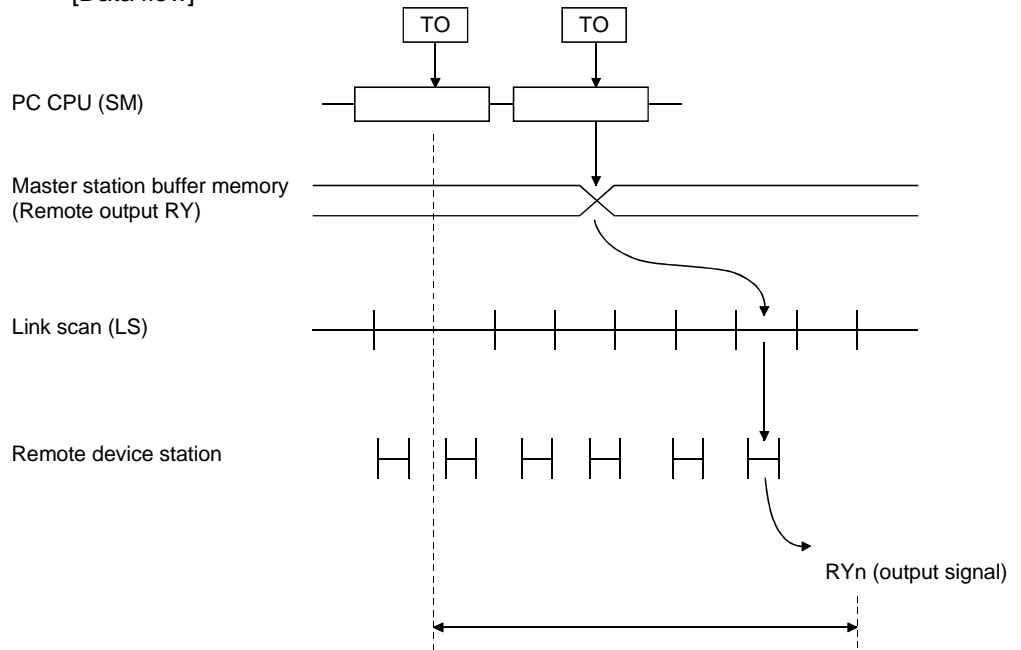 [Data flow]
TO TO
PC CPU (SM)
Master station buffer memory
(Remote output RY)
Link scan (LS)
Remote device station
RYn (output signal)